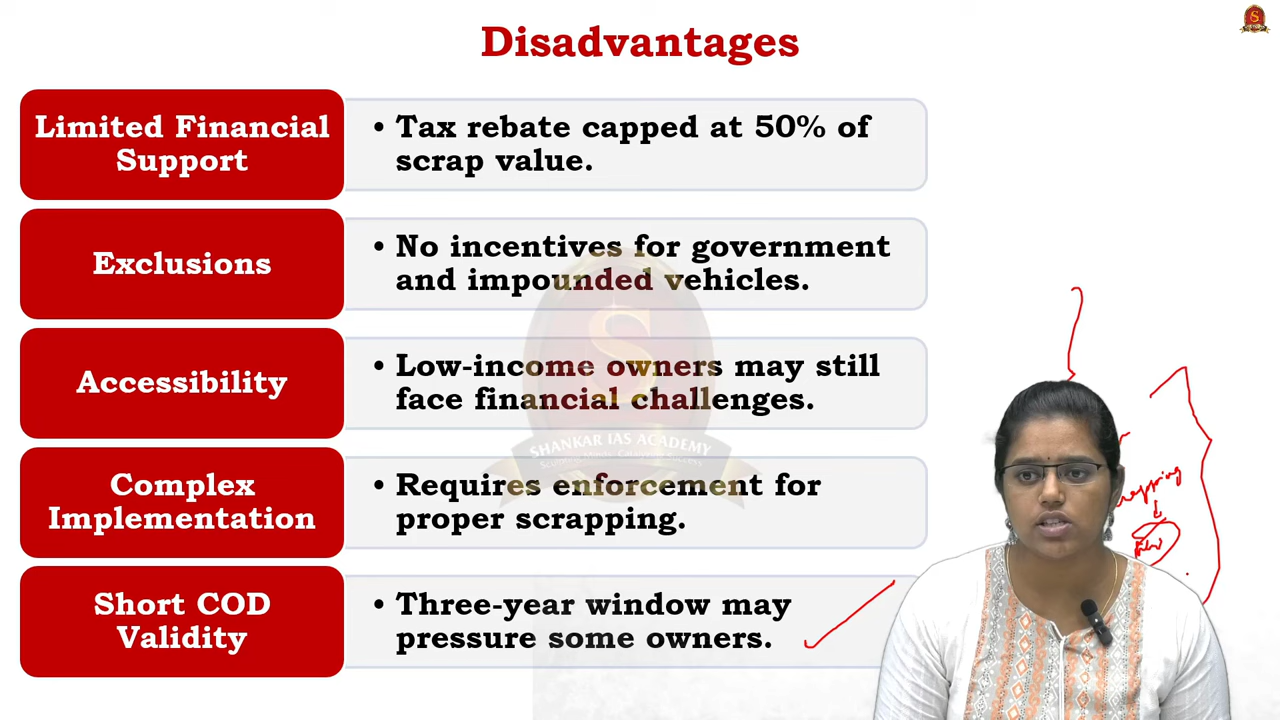 Disadvantages
Limited Financial
Support
• Tax rebate capped at 50% of
scrap value.
Exclusions
• No incentives for government
and impounded vehicles.
Accessibility
• Low-income owners may still
face financial challenges.
SHANKAR IAS ACADEMY
Complex
Implementation
• Requires enforcement for
proper scrapping.
Short COD
Validity
• Three-year window may
pressure some owners.